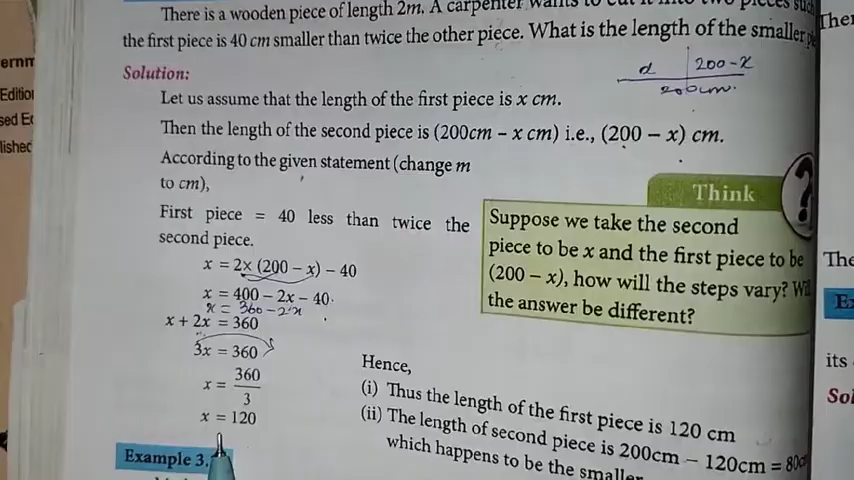 There is a wooden piece of length 2m. A carpenter wants to cut it into two pieces such
the first piece is 40 cm smaller than twice the other piece. What is the length of the smaller
Solution:
x | 200 - x
200cm.
Let us assume that the length of the first piece is x cm.
Then the length of the second piece is (200cm – x cm) i.e., (200 – x) cm.
According to the given statement (change m
to cm),
First piece = 40 less than twice the
second piece.
x = 2× (200 – x) – 40
x = 400 – 2x – 40
x = 360 - 2x
x + 2x = 360
3x = 360
x = 360/3
x = 120
Think
?
Suppose we take the second
piece to be x and the first piece to be
(200 – x), how will the steps vary?
the answer be different?
Hence,
(i) Thus the length of the first piece is 120 cm
(ii) The length of second piece is 200cm – 120cm = 80
which happens to be the smaller
Example 3.
Edition
its